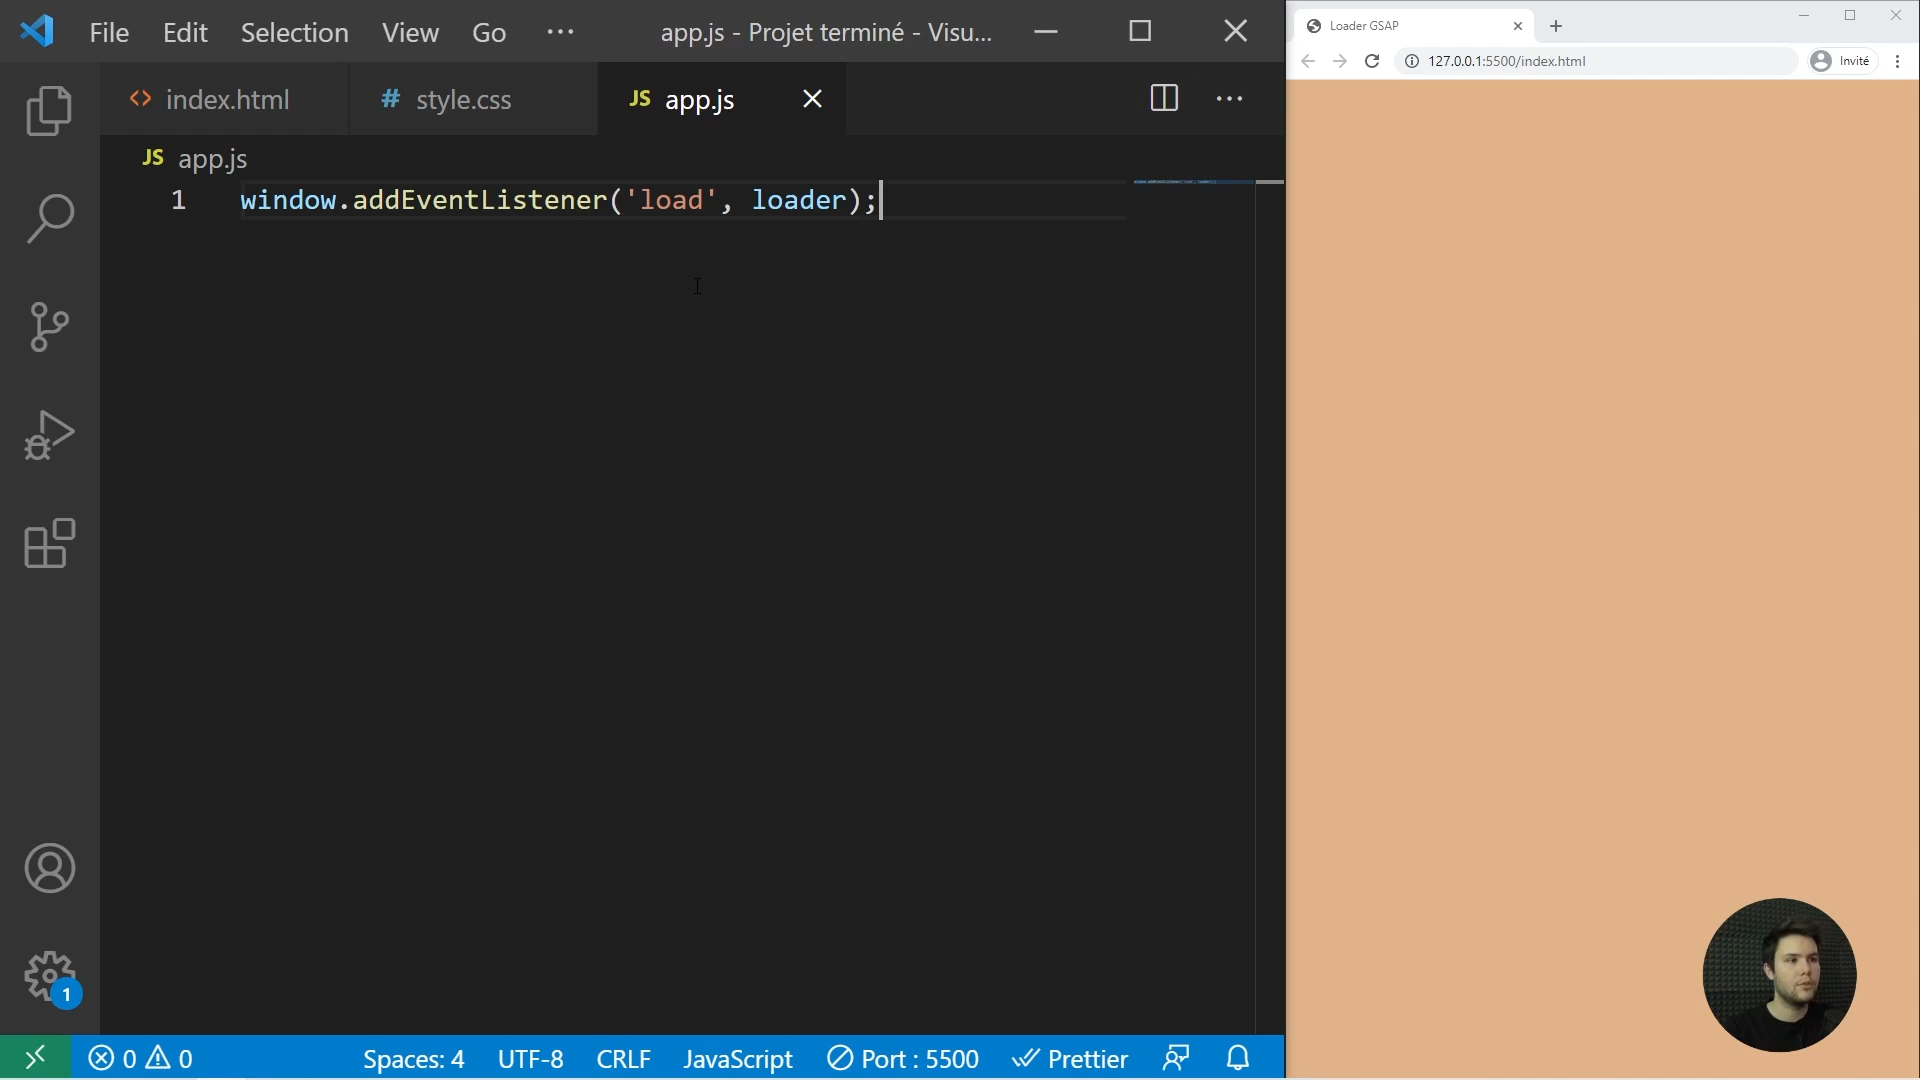 File Edit Selection View Go ··· app.js - Projet terminé - Visu...
index.html # style.css JS app.js
JS app.js
1 window.addEventListener('load', loader);
1
0 0 Spaces: 4 UTF-8 CRLF JavaScript Port : 5500 Prettier
Loader GSAP
127.0.0.1:5500/index.html Invité